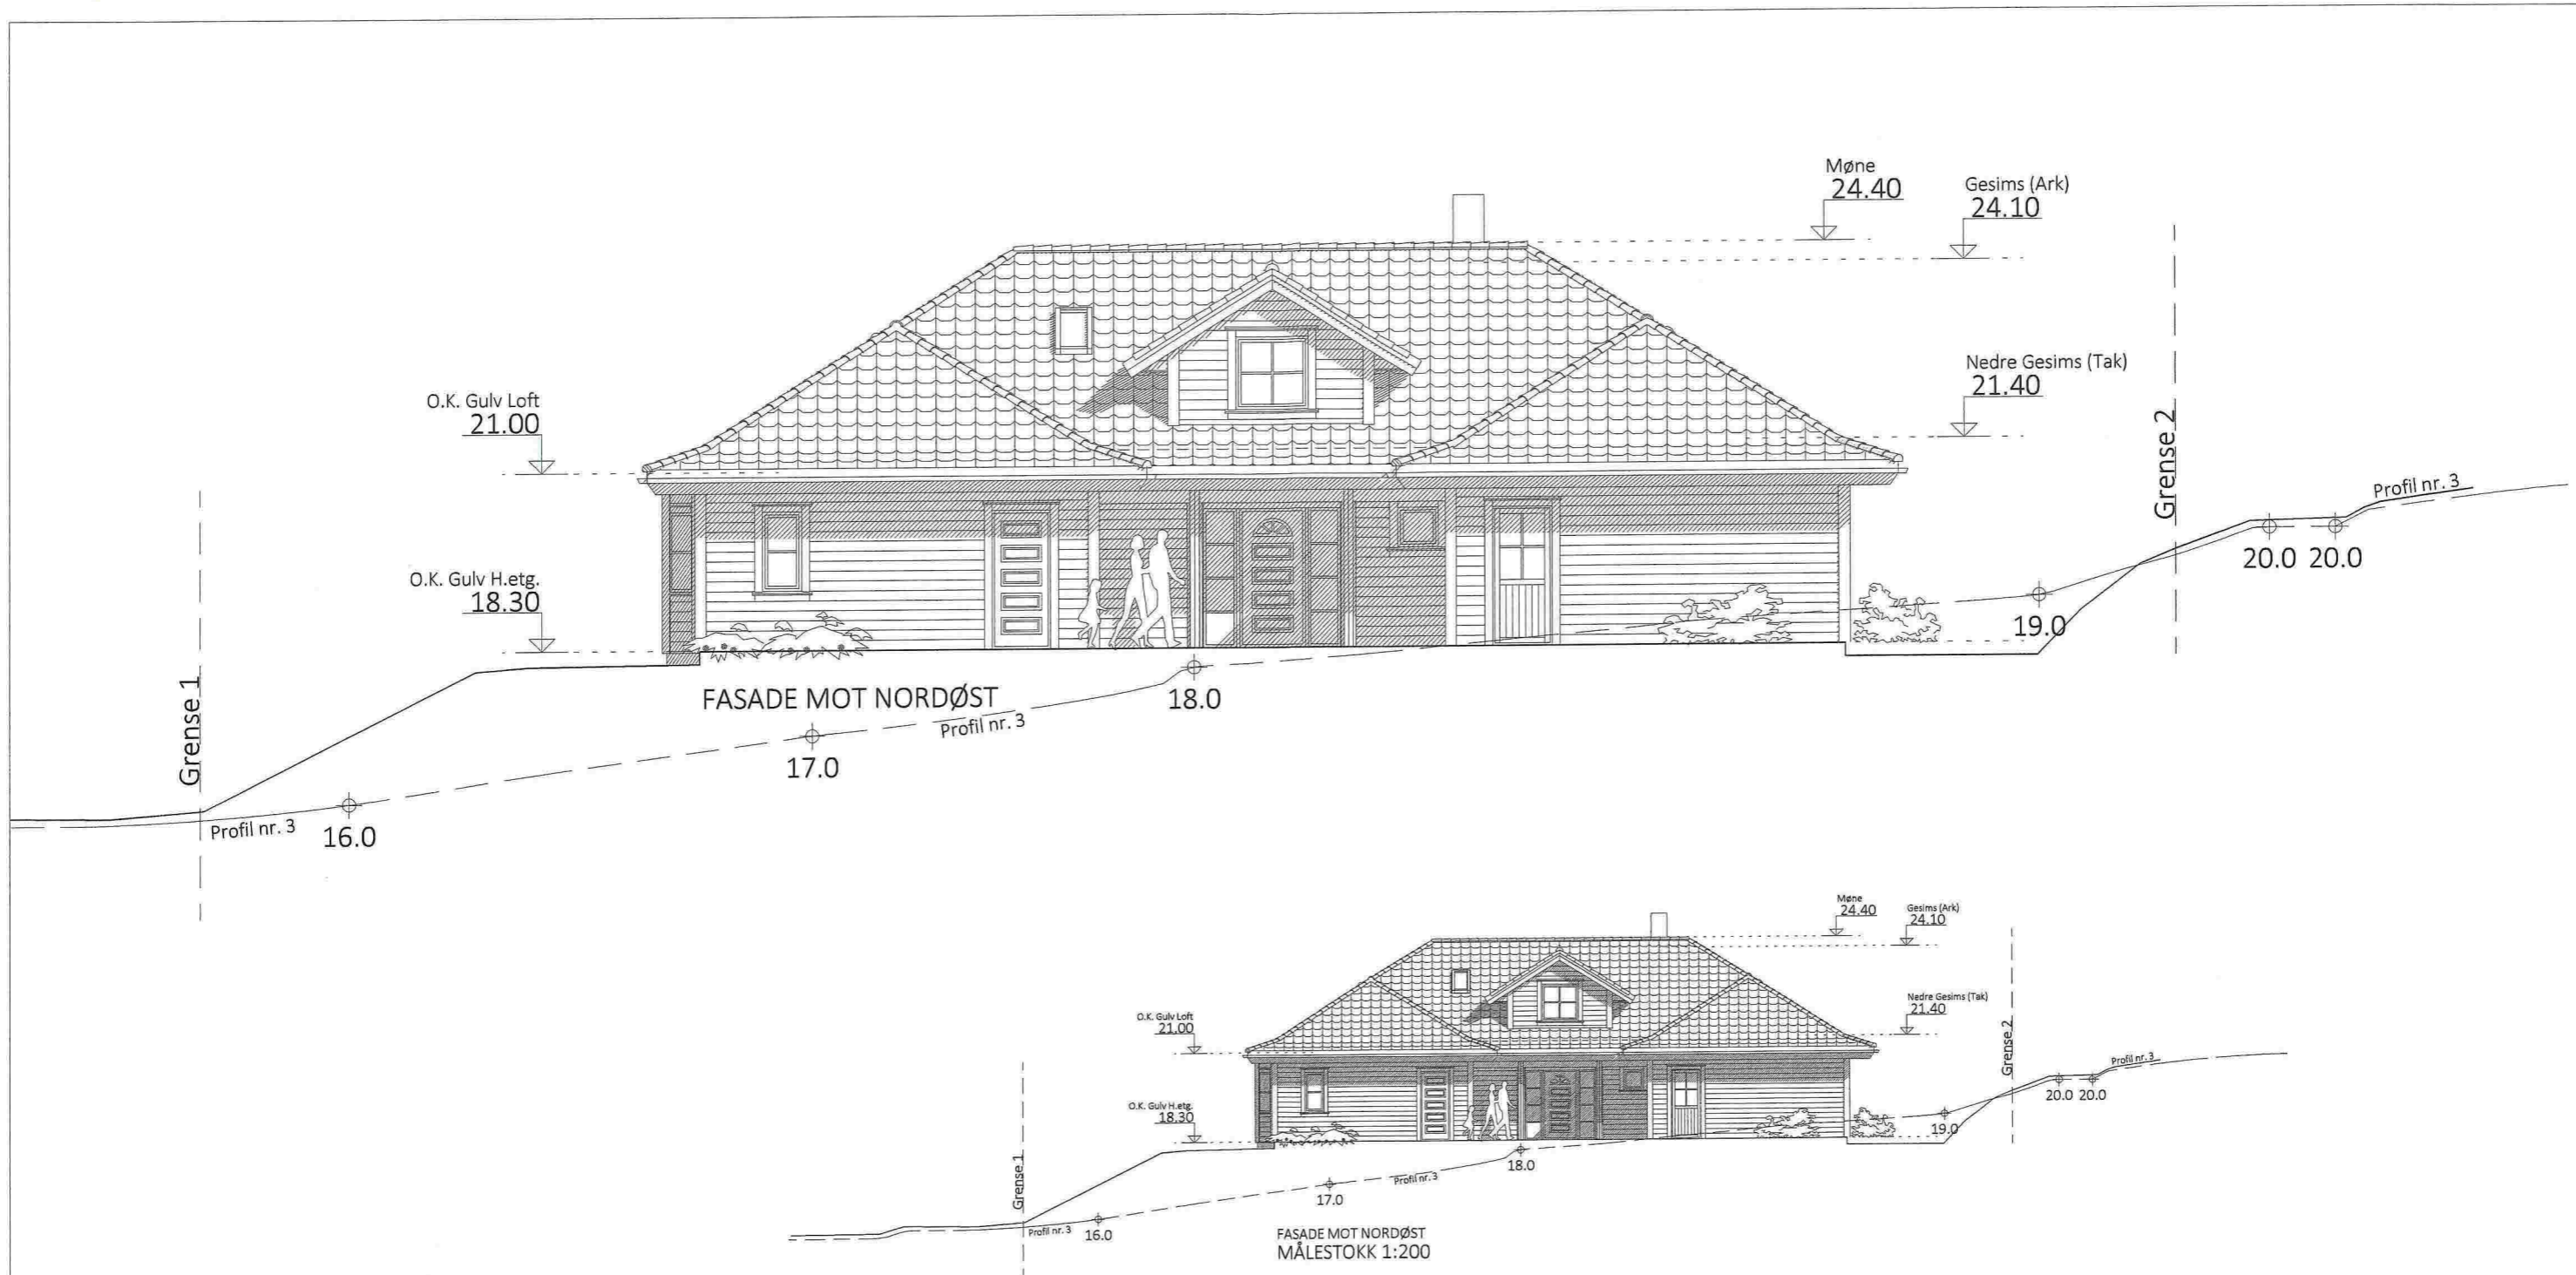 Møne
24.40
Gesims (Ark)
24.10
Nedre Gesims (Tak)
21.40
O.K. Gulv Loft
21.00
O.K. Gulv H.etg.
18.30
Grense 1
Grense 2
Profil nr. 3
20.0 20.0
19.0
FASADE MOT NORDØST
18.0
Profil nr. 3
17.0
Profil nr. 3
16.0
Møne
24.40
Gesims (Ark)
24.10
Nedre Gesims (Tak)
21.40
O.K. Gulv Loft
21.00
O.K. Gulv H.etg.
18.30
Grense 1
Grense 2
Profil nr. 3
20.0 20.0
19.0
18.0
Profil nr. 3
17.0
Profil nr. 3
16.0
FASADE MOT NORDØST
MÅLESTOKK 1:200